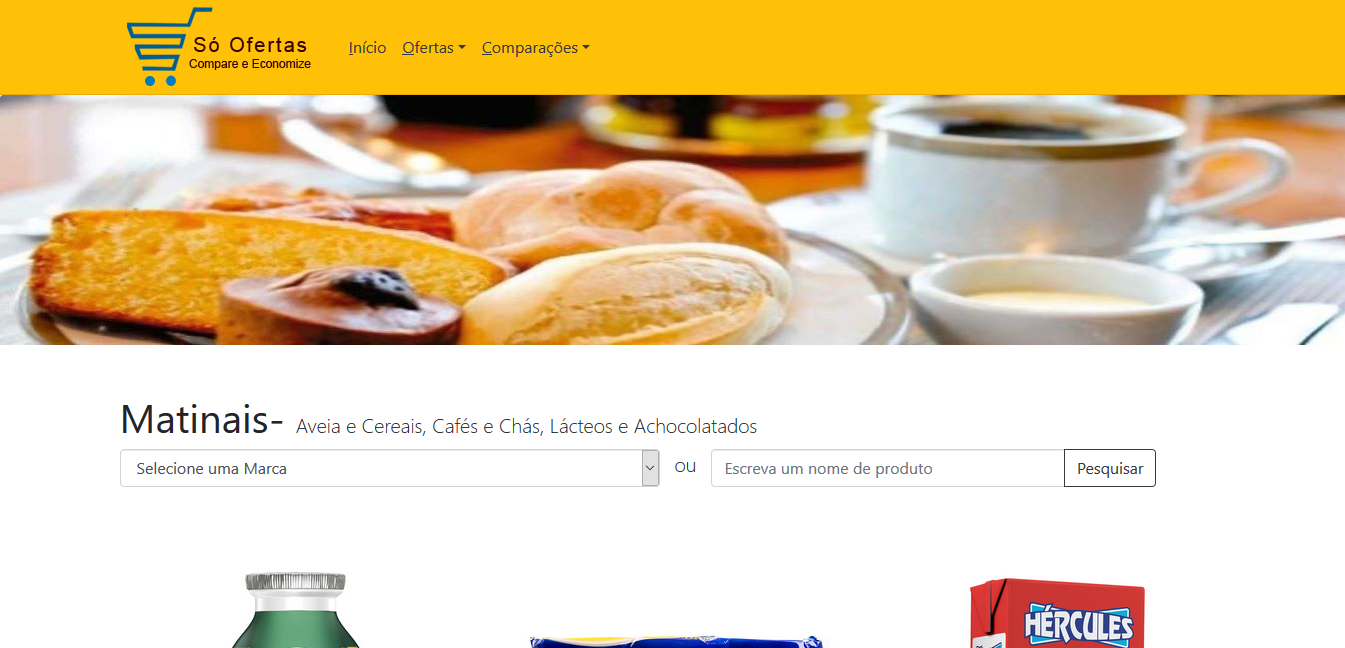 Só Ofertas
Compare e Economize
Início Ofertas Comparações
Matinais- Aveia e Cereais, Cafés e Chás, Lácteos e Achocolatados
Selecione uma Marca OU Escreva um nome de produto Pesquisar
HÉRCULES